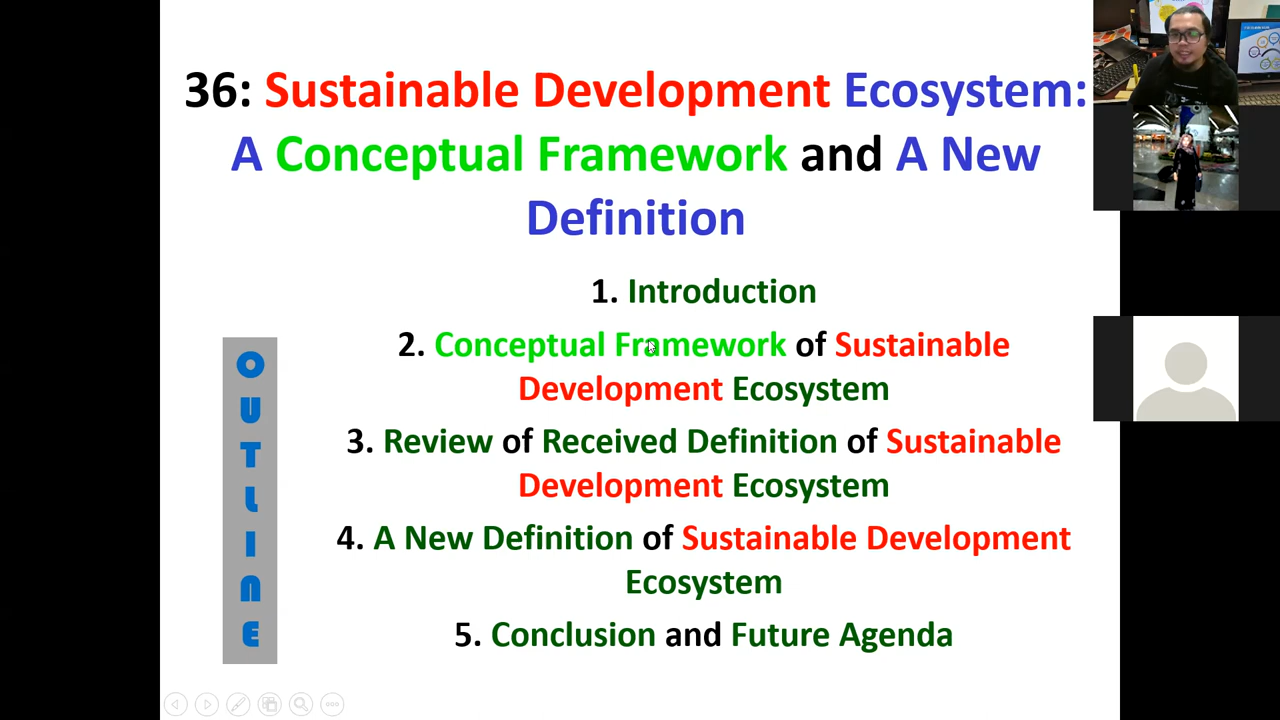 36: Sustainable Development Ecosystem:
A Conceptual Framework and A New
Definition
1. Introduction
2. Conceptual Framework of Sustainable
Development Ecosystem
3. Review of Received Definition of Sustainable
Development Ecosystem
4. A New Definition of Sustainable Development
Ecosystem
5. Conclusion and Future Agenda
OUTLINE